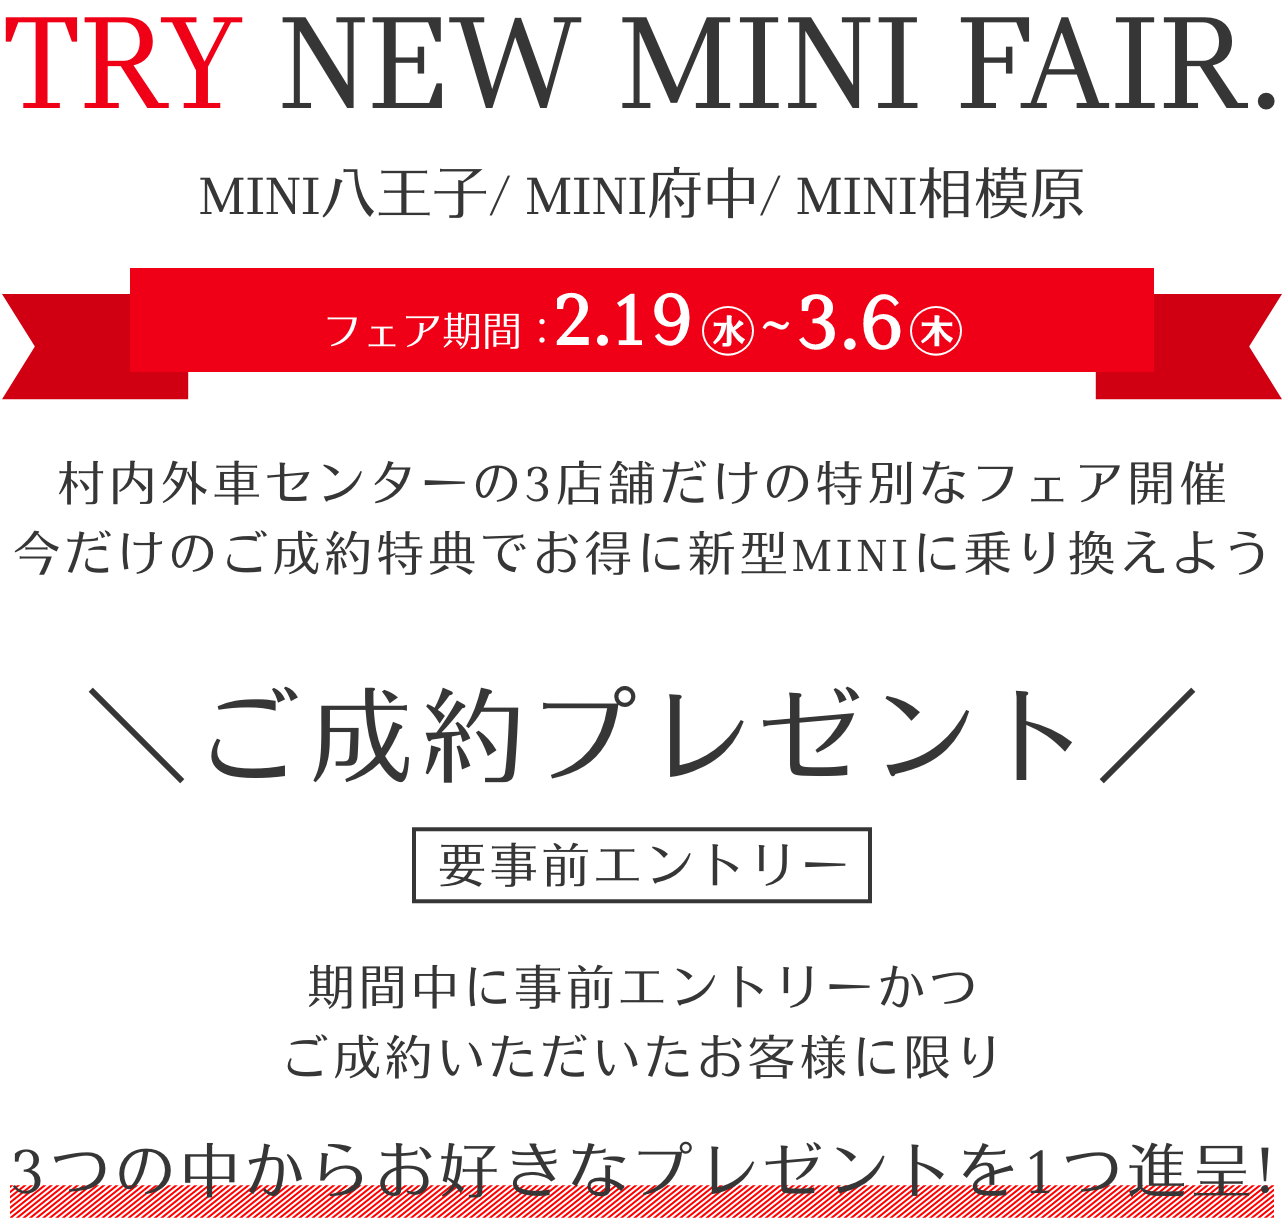 TRY NEW MINI FAIR.
MINI八王子/ MINI府中/ MINI相模原
フェア期間：2.19㊌~3.6㊍
村内外車センターの3店舗だけの特別なフェア開催
今だけのご成約特典でお得に新型MINIに乗り換えよう
＼ご成約プレゼント／
要事前エントリー
期間中に事前エントリーかつ
ご成約いただいたお客様に限り
3つの中からお好きなプレゼントを1つ進呈!